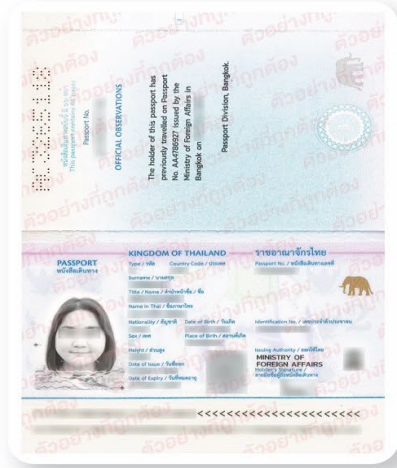 ตัวอย่างที่ถูกต้อง
หนังสือเดินทางเล่มนี้มี
This passport contains
Passport No.
OFFICIAL OBSERVATIONS
The holder of this passport has
previously travelled on Passport
No. AA4786927 issued by the
Ministry of Foreign Affairs in
Bangkok on
Passport Division, Bangkok.
PASSPORT
หนังสือเดินทาง
KINGDOM OF THAILAND ราชอาณาจักรไทย
Type / รหัส Country Code / ประเทศ Passport No. / หนังสือเดินทางเลขที่
Surname / นามสกุล
Title / Name / คำนำหน้าชื่อ / ชื่อ
Name in Thai / ชื่อภาษาไทย
Nationality / สัญชาติ Date of Birth / วันเกิด Identification No. / เลขประจำตัวประชาชน
Sex / เพศ Place of Birth / สถานที่เกิด
Height / ส่วนสูง
Date of Issue / วันที่ออก
Issuing Authority / ออกให้โดย
MINISTRY OF
FOREIGN AFFAIRS
Holder's Signature /
ลายมือชื่อผู้ถือหนังสือเดินทาง
Date of Expiry / วันที่หมดอายุ
<<<<<<<<<<<<<<<<<<<<<<<